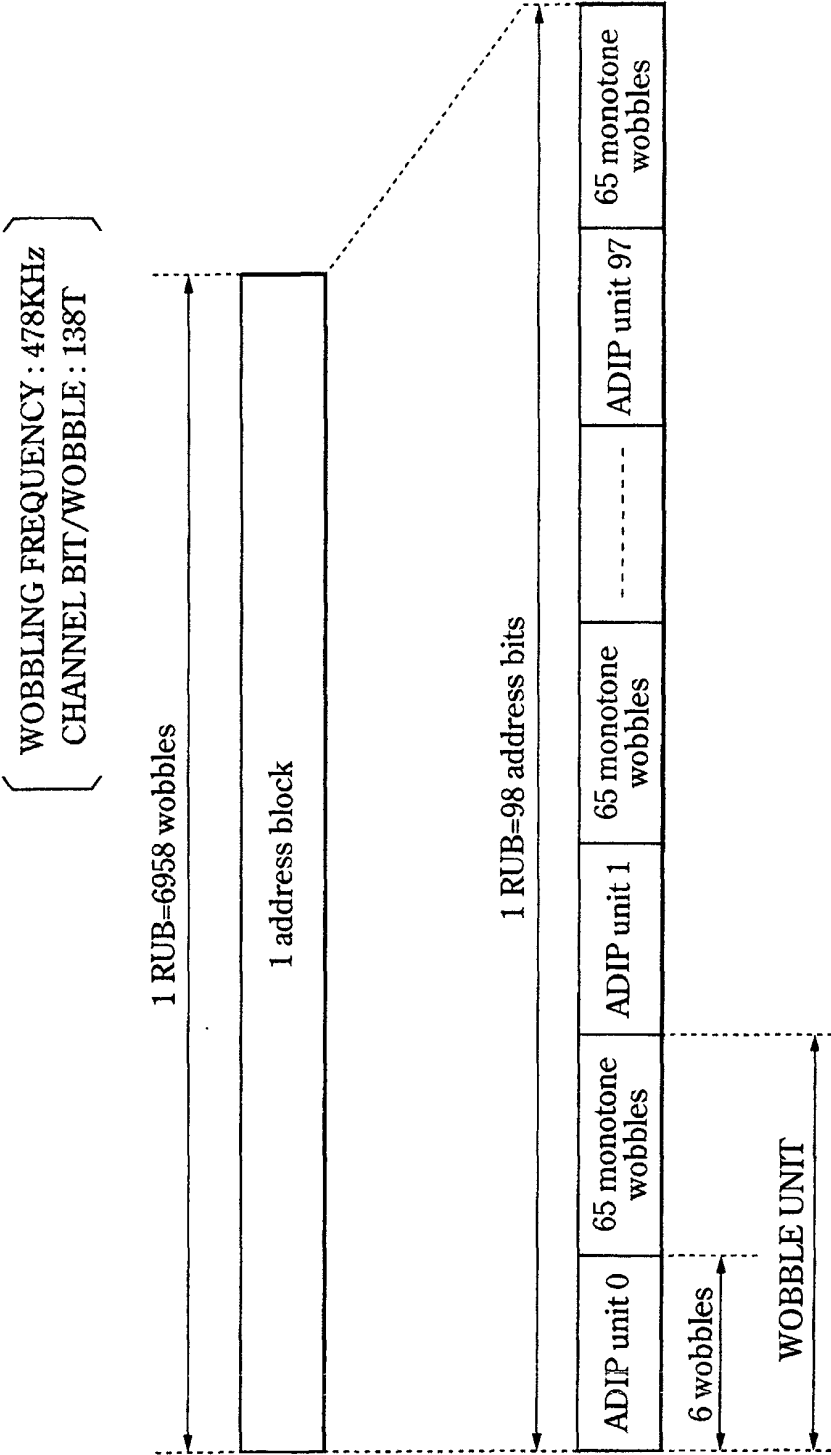 WOBBLING FREQUENCY : 478KHz
CHANNEL BIT/WOBBLE : 138T
1 RUB=6958 wobbles
1 address block
1 RUB=98 address bits
ADIP unit 0
65 monotone
wobbles
ADIP unit 1
65 monotone
wobbles
ADIP unit 97
65 monotone
wobbles
6 wobbles
WOBBLE UNIT